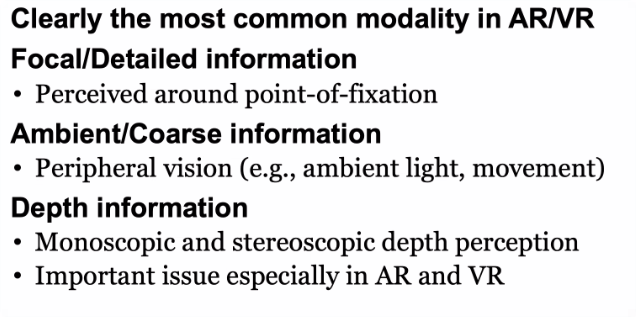 Clearly the most common modality in AR/VR
Focal/Detailed information
• Perceived around point-of-fixation
Ambient/Coarse information
• Peripheral vision (e.g., ambient light, movement)
Depth information
• Monoscopic and stereoscopic depth perception
• Important issue especially in AR and VR